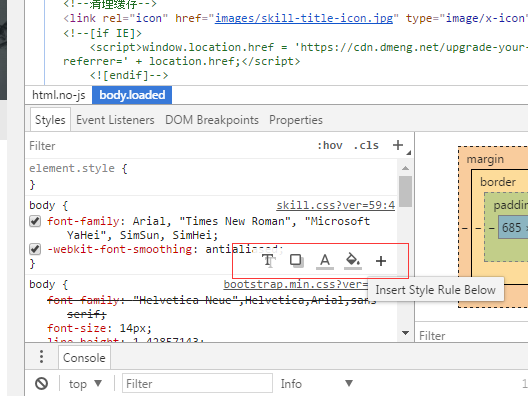 <!--清理缓存-->
<link rel="icon" href="images/skill-title-icon.jpg" type="image/x-icon"
<!--[if IE]>
<script>window.location.href = 'https://cdn.dmeng.net/upgrade-your-
referrer=' + location.href;</script>
<![endif]-->
html.no-js body.loaded
Styles Event Listeners DOM Breakpoints Properties
Filter :hov .cls +
element.style {
}
body { skill.css?ver=59:4
font-family: Arial, "Times New Roman", "Microsoft
YaHei", SimSun, SimHei;
-webkit-font-smoothing: antialiased;
}
Insert Style Rule Below
body { bootstrap.min.css?ver=
font-family: "Helvetica Neue",Helvetica,Arial,sans-
serif;
font-size: 14px;
line-height: 1.42857143;
margin
border
padding
685 ×
Filter
Console
top ▼ Filter Info ▼